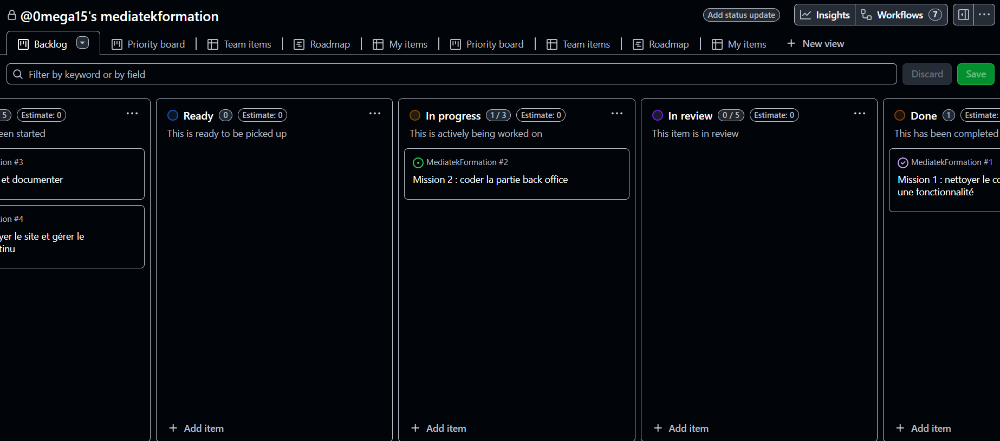 @0mega15's mediatekformation
Add status update
Insights
Workflows 7
Backlog
Priority board
Team items
Roadmap
My items
Priority board
Team items
Roadmap
My items
New view
Filter by keyword or by field
Discard
Save
5 Estimate: 0
een started
ion #3
et documenter
ion #4
yer le site et gérer le
tinu
Ready 0 Estimate: 0
This is ready to be picked up
Add item
In progress 1 / 3 Estimate: 0
This is actively being worked on
MediatekFormation #2
Mission 2 : coder la partie back office
Add item
In review 0 / 5 Estimate: 0
This item is in review
Add item
Done 1 Estimate:
This has been completed
MediatekFormation #1
Mission 1 : nettoyer le co
une fonctionnalité
Add item